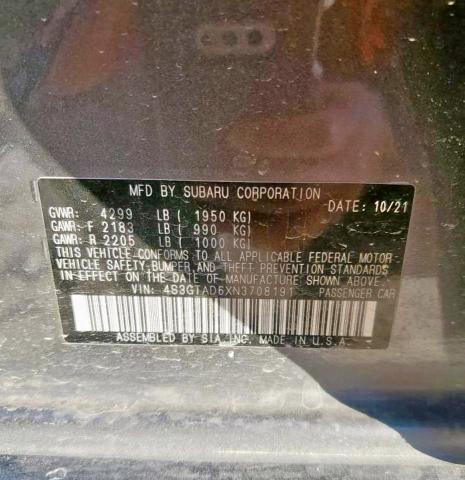 MFD BY SUBARU CORPORATION
DATE: 10/21
GVWR: 4299 LB ( 1950 KG)
GAWR: F 2183 LB ( 990 KG)
GAWR: R 2205 LB ( 1000 KG)
THIS VEHICLE CONFORMS TO ALL APPLICABLE FEDERAL MOTOR
VEHICLE SAFETY, BUMPER, AND THEFT PREVENTION STANDARDS
IN EFFECT ON THE DATE OF MANUFACTURE SHOWN ABOVE.
VIN: 4S3GTAD6XN3708191 PASSENGER CAR
ASSEMBLED BY SIA, INC. MADE IN U.S.A.